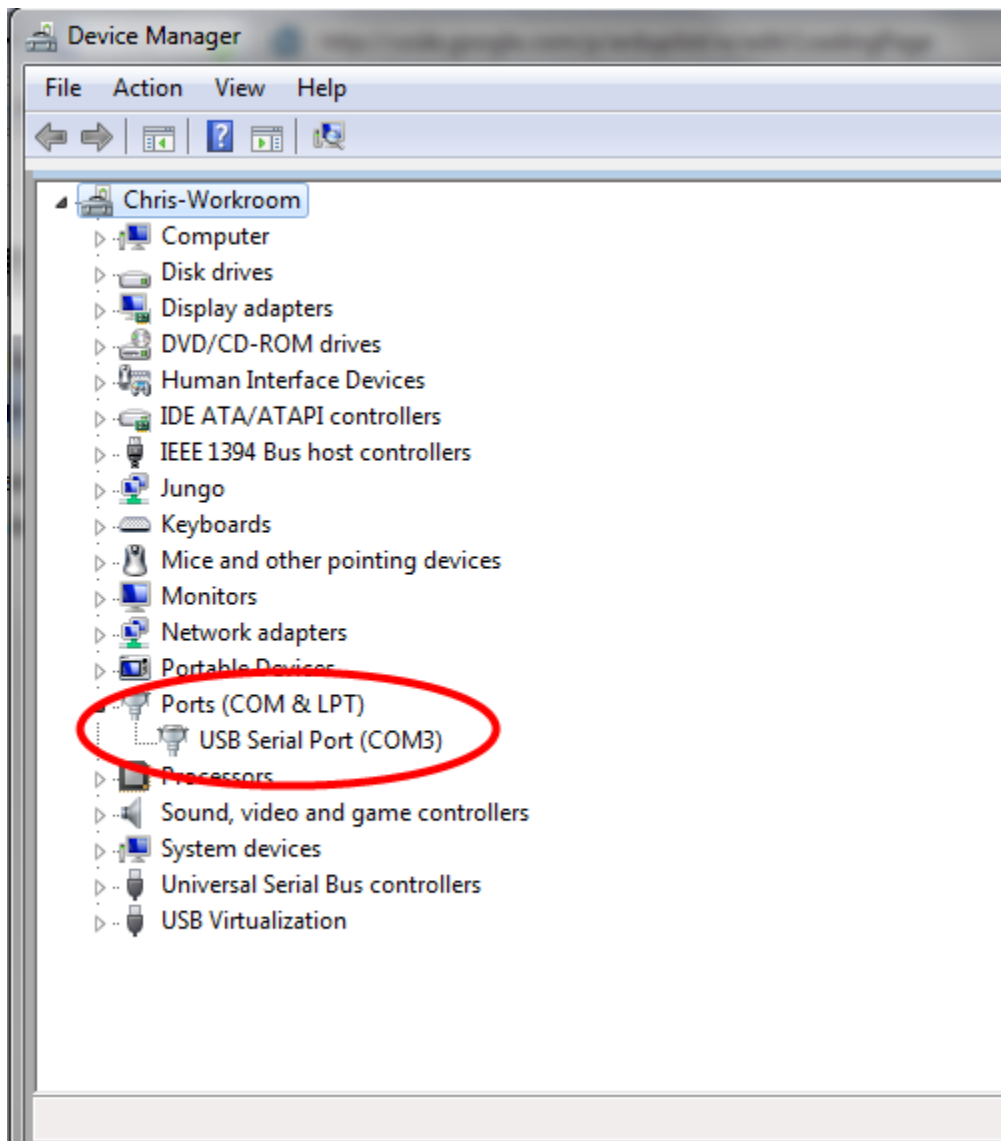 Device Manager
File Action View Help
Chris-Workroom
Computer
Disk drives
Display adapters
DVD/CD-ROM drives
Human Interface Devices
IDE ATA/ATAPI controllers
IEEE 1394 Bus host controllers
Jungo
Keyboards
Mice and other pointing devices
Monitors
Network adapters
Portable Devices
Ports (COM & LPT)
USB Serial Port (COM3)
Processors
Sound, video and game controllers
System devices
Universal Serial Bus controllers
USB Virtualization